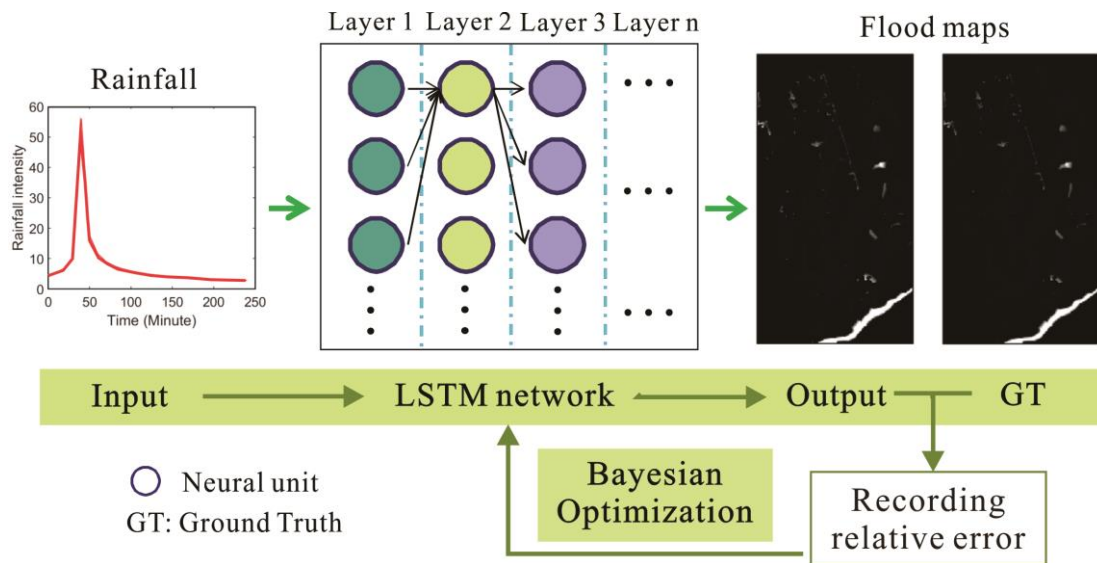 Layer 1 Layer 2 Layer 3 Layer n
Flood maps
Rainfall
60
50
40
30
20
10
0
Rainfall intensity
0 50 100 150 200 250
Time (Minute)
Input LSTM network Output GT
Neural unit
GT: Ground Truth
Bayesian
Optimization
Recording
relative error